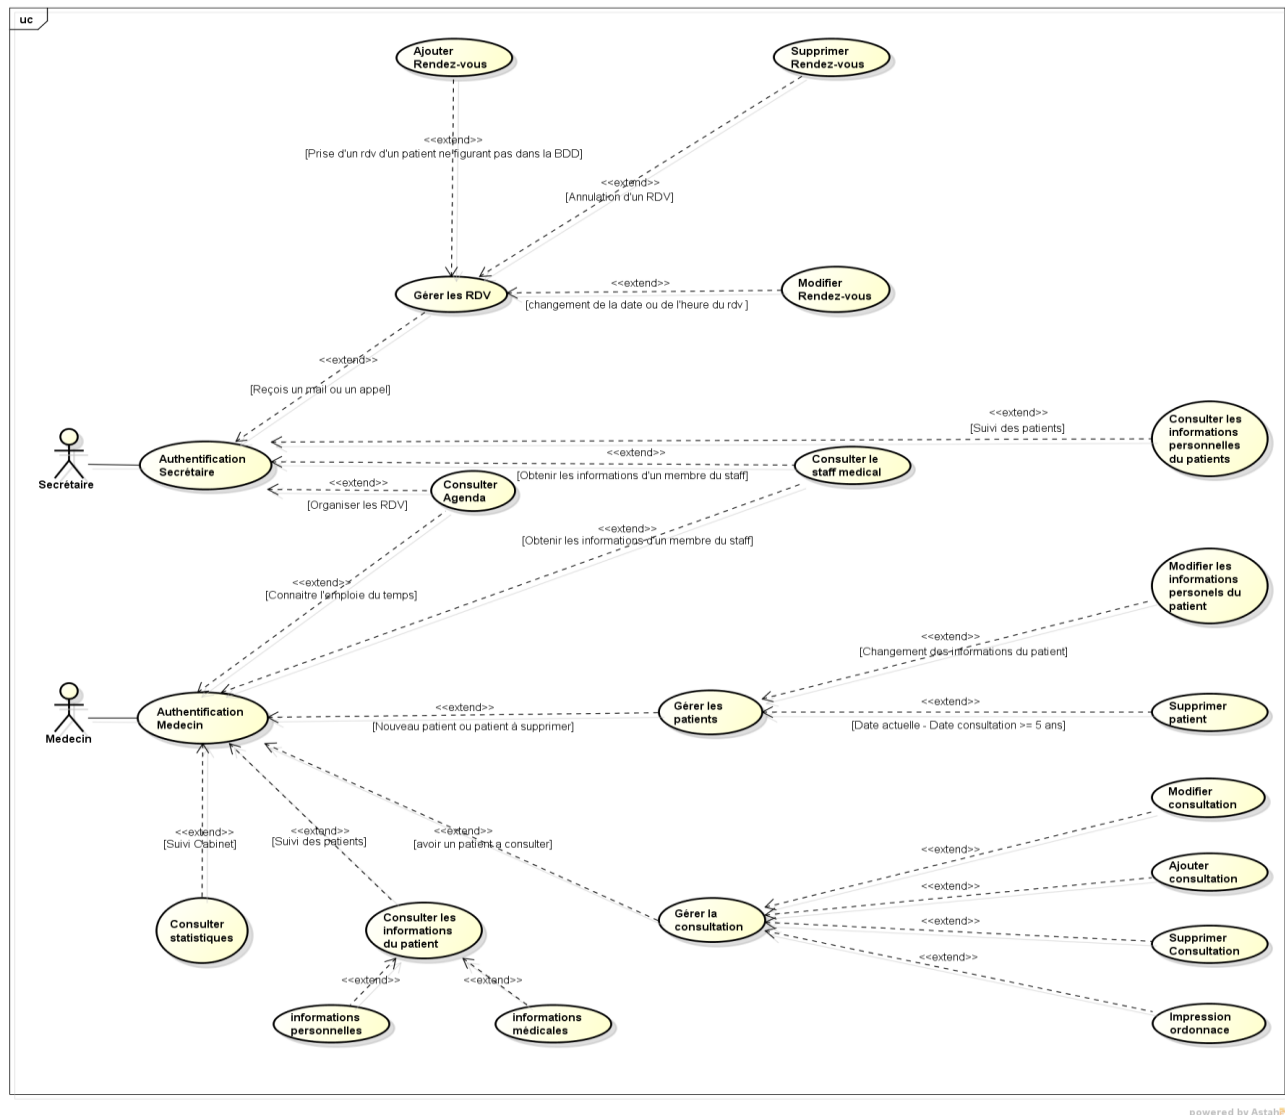 uc
Ajouter
Rendez-vous
Supprimer
Rendez-vous
<<extend>>
[Prise d'un rdv d'un patient ne figurant pas dans la BDD]
<<extend>>
[Annulation d'un RDV]
Gérer les RDV
<<extend>>
[changement de la date ou de l'heure du rdv ]
Modifier
Rendez-vous
<<extend>>
[Reçois un mail ou un appel]
Secrétaire
Authentification
Secrétaire
<<extend>>
[Suivi des patients]
Consulter les
informations
personnelles
du patients
<<extend>>
[Obtenir les informations d'un membre du staff]
Consulter le
staff medical
<<extend>>
[Organiser les RDV]
Consulter
Agenda
<<extend>>
[Obtenir les informations d'un membre du staff]
<<extend>>
[Connaitre l'emploie du temps]
Modifier les
informations
personels du
patient
<<extend>>
[Changement des informations du patient]
Medecin
Authentification
Medecin
<<extend>>
[Nouveau patient ou patient à supprimer]
Gérer les
patients
<<extend>>
[Date actuelle - Date consultation >= 5 ans]
Supprimer
patient
<<extend>>
[Suivi Cabinet]
<<extend>>
[Suivi des patients]
<<extend>>
[avoir un patient a consulter]
Modifier
consultation
<<extend>>
Ajouter
consultation
<<extend>>
Consulter
statistiques
Consulter les
informations
du patient
Gérer la
consultation
<<extend>>
Supprimer
Consultation
<<extend>>
<<extend>>
<<extend>>
informations
personnelles
informations
médicales
Impression
ordonnace
powered by Astah